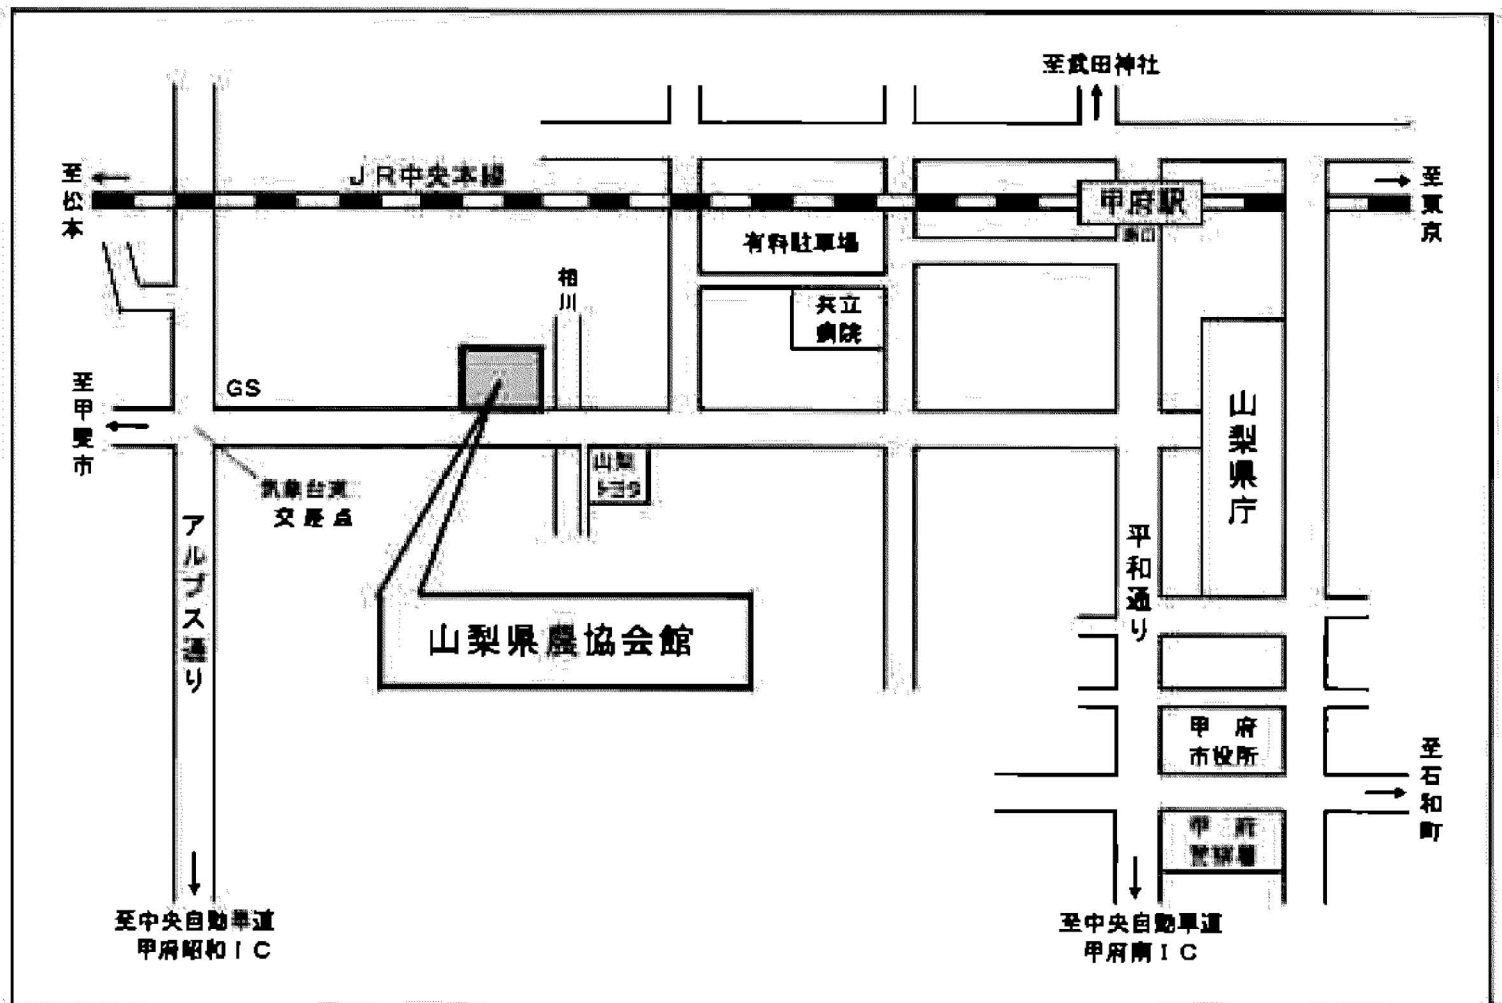 至武田神社
至松本
JR中央本線
甲府駅
至東京
南口
有料駐車場
相川
共立
病院
至甲斐市
GS
山梨県庁
山梨
トヨタ
交差点
アルプス通り
平和通り
山梨県農協会館
甲府
市役所
至石和町
甲府
警察署
至中央自動車道
甲府昭和IC
至中央自動車道
甲府南IC